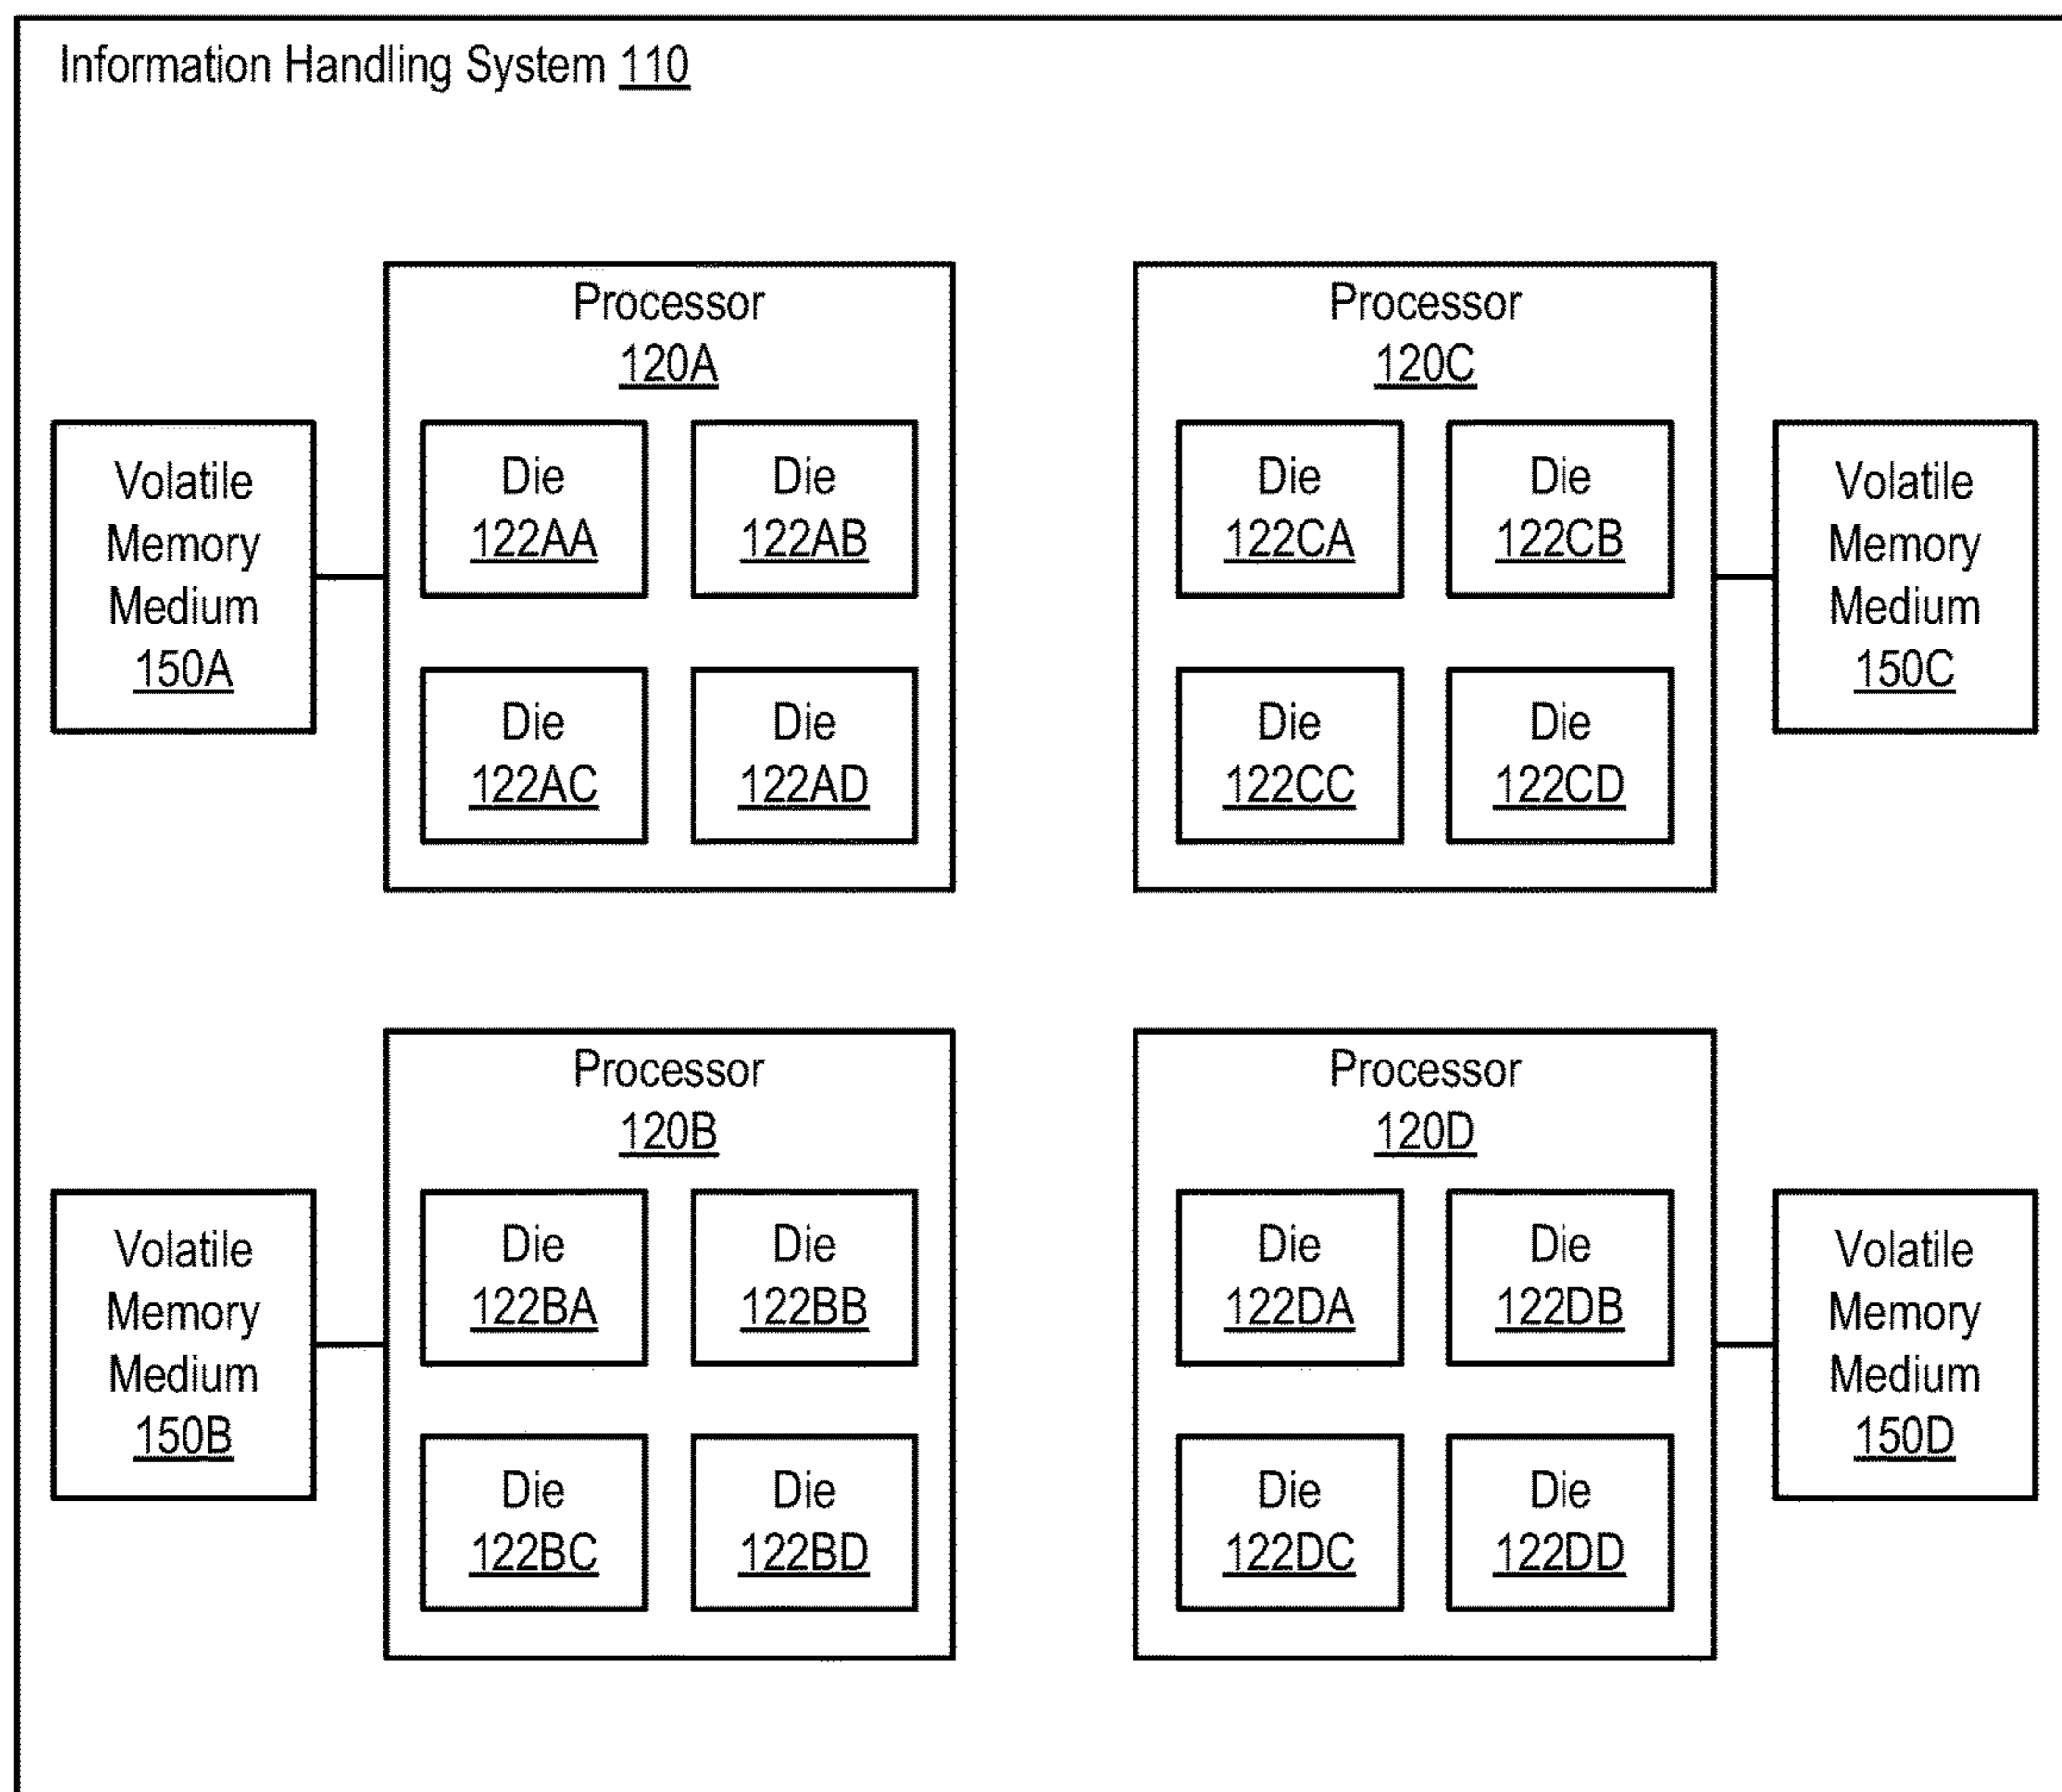 Information Handling System 110
Processor
120A
Die
122AA
Die
122AB
Die
122AC
Die
122AD
Volatile
Memory
Medium
150A
Processor
120C
Die
122CA
Die
122CB
Die
122CC
Die
122CD
Volatile
Memory
Medium
150C
Processor
120B
Die
122BA
Die
122BB
Die
122BC
Die
122BD
Volatile
Memory
Medium
150B
Processor
120D
Die
122DA
Die
122DB
Die
122DC
Die
122DD
Volatile
Memory
Medium
150D